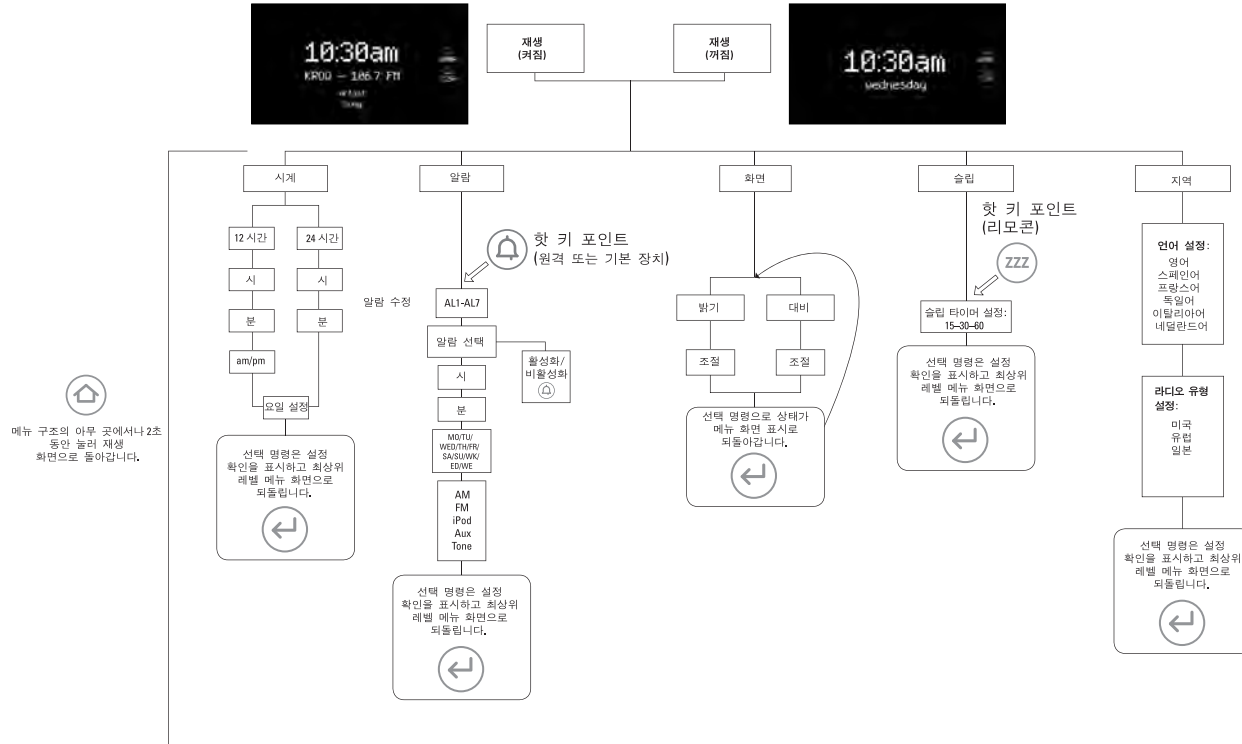 10:30am
KROQ – 106.7 FM
artist
Song
재생
(켜짐)
재생
(꺼짐)
10:30am
wednesday
시계
알람
화면
슬립
지역
12 시간
24 시간
시
시
분
분
am/pm
요일 설정
선택 명령은 설정
확인을 표시하고 최상위
레벨 메뉴 화면으로
되돌립니다.
핫 키 포인트
(원격 또는 기본 장치)
알람 수정
AL1-AL7
알람 선택
활성화/
비활성화
시
분
MO/TU/
WED/TH/FR/
SA/SU/WK/
ED/WE
AM
FM
iPod
Aux
Tone
선택 명령은 설정
확인을 표시하고 최상위
레벨 메뉴 화면으로
되돌립니다.
밝기
대비
조절
조절
선택 명령으로 상태가
메뉴 화면 표시로
되돌아갑니다.
핫 키 포인트
(리모콘)
ZZZ
슬립 타이머 설정:
15–30–60
선택 명령은 설정
확인을 표시하고 최상위
레벨 메뉴 화면으로
되돌립니다.
언어 설정:
영어
스페인어
프랑스어
독일어
이탈리아어
네덜란드어
라디오 유형
설정:
미국
유럽
일본
선택 명령은 설정
확인을 표시하고 최상위
레벨 메뉴 화면으로
되돌립니다.
메뉴 구조의 아무 곳에서나 2초
동안 눌러 재생
화면으로 돌아갑니다.